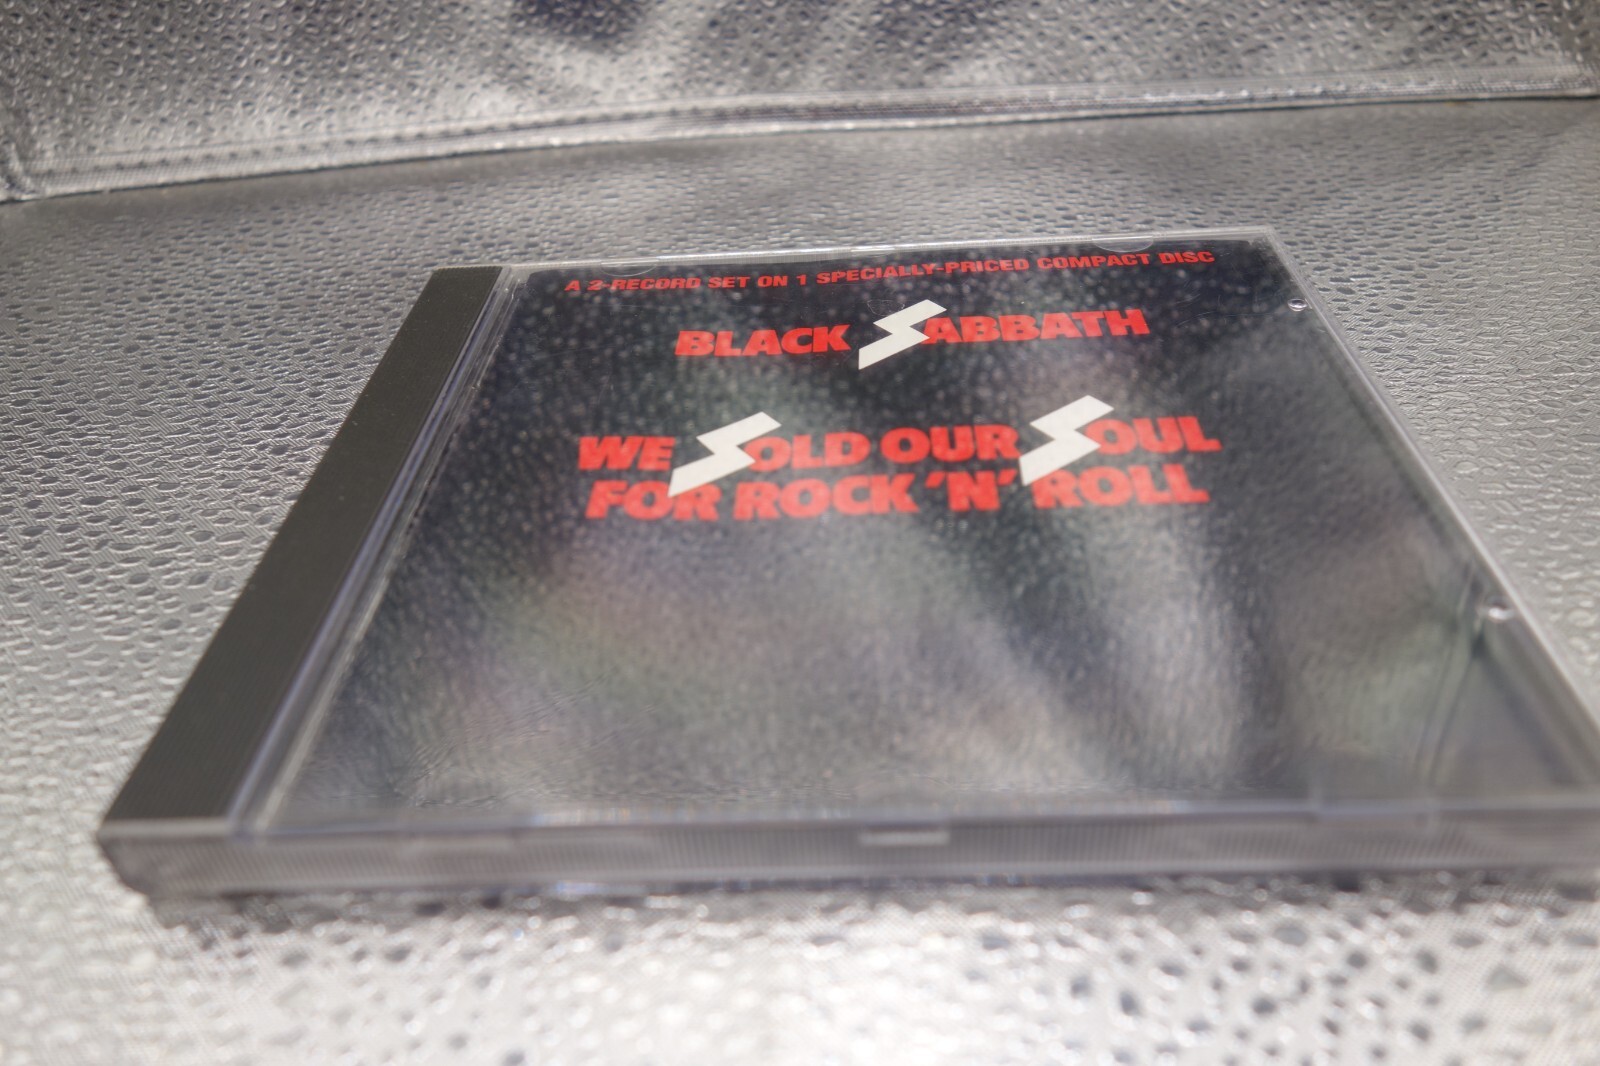 A 2-RECORD SET ON 1 SPECIALLY-PRICED COMPACT DISC
BLACK SABBATH
WE SOLD OUR SOUL
FOR ROCK 'N' ROLL